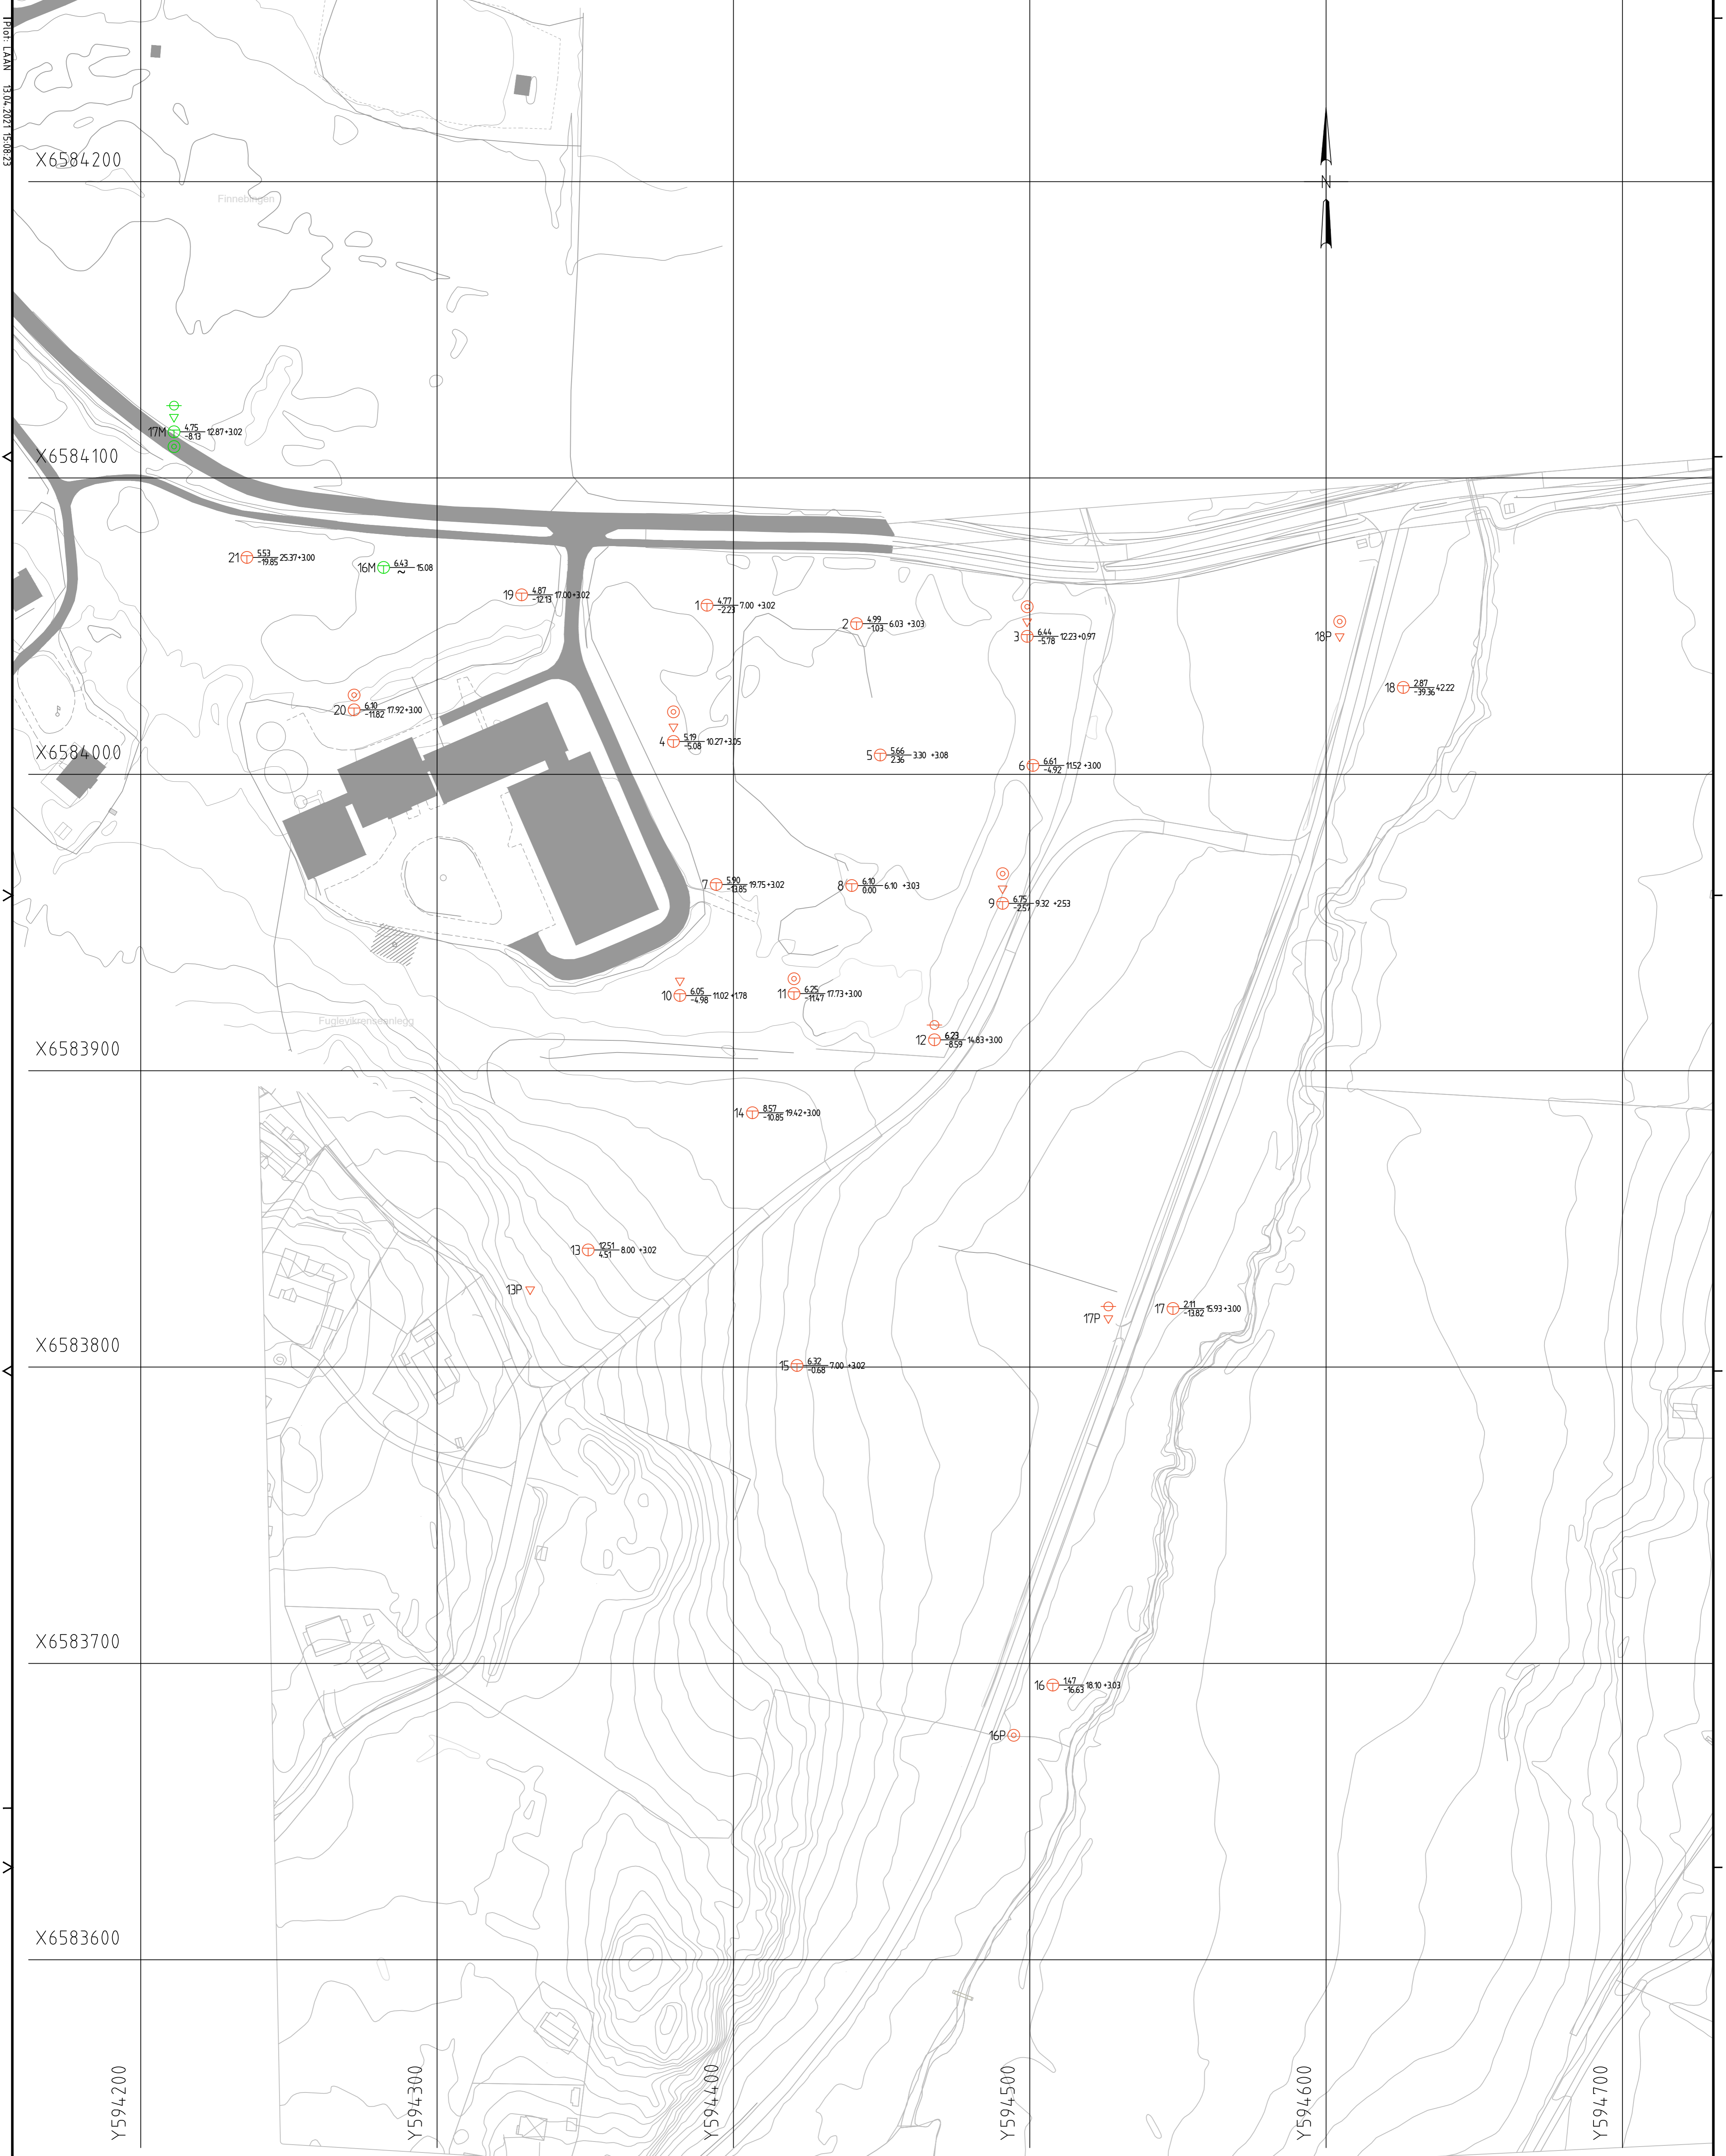 Plot: LAAN 13.04.2021 15:08:23
X6584200
N
Finnebingen
17M 4.75 12.87+3.02
-8.13
X6584100
21 5.53 25.37+3.00
-19.85
16M 6.43 15.08
~
19 4.87 17.00+3.02
-12.13
1 4.77 7.00 +3.02
-2.23
2 4.99 6.03 +3.03
-1.03
3 6.44 12.23+0.97
-5.78
18P
18 2.87 42.22
-39.36
20 6.10 17.92+3.00
-11.82
4 5.19 10.27+3.05
-5.08
5 5.66 3.30 +3.08
2.36
6 6.61 11.52 +3.00
-4.92
X6584000
7 5.90 19.75+3.02
-13.85
8 6.10 6.10 +3.03
0.00
9 6.75 9.32 +2.53
-2.57
10 6.05 11.02 +1.78
-4.98
11 6.25 17.73+3.00
-11.47
Fuglevikrenseanlegg
12 6.23 14.83+3.00
-8.59
X6583900
14 8.57 19.42+3.00
-10.85
13 12.51 8.00 +3.02
4.51
13P
17P
17 2.11 15.93+3.00
-13.82
X6583800
15 6.32 7.00 +3.02
-0.68
X6583700
16 1.47 18.10 +3.03
-16.63
16P
X6583600
Y594200
Y594300
Y594400
Y594500
Y594600
Y594700